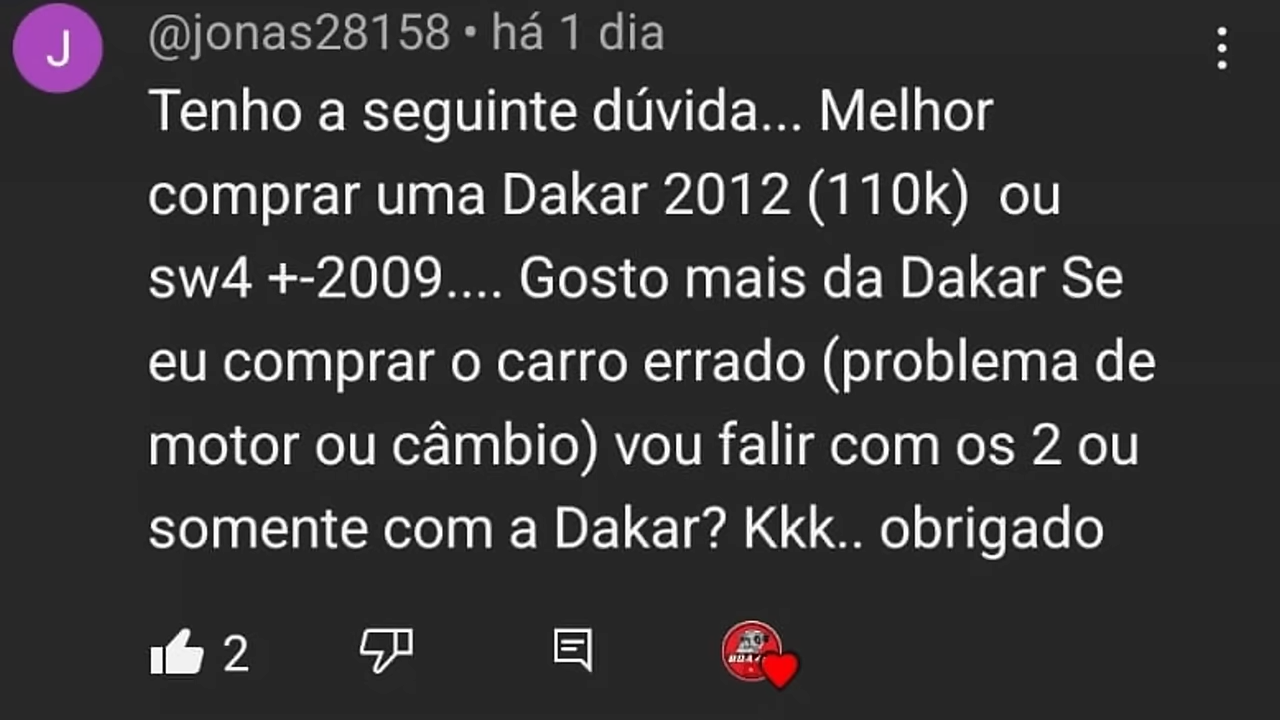 J
@jonas28158 • há 1 dia
Tenho a seguinte dúvida... Melhor
comprar uma Dakar 2012 (110k)  ou
sw4 +-2009.... Gosto mais da Dakar Se
eu comprar o carro errado (problema de
motor ou câmbio) vou falir com os 2 ou
somente com a Dakar? Kkk.. obrigado
2